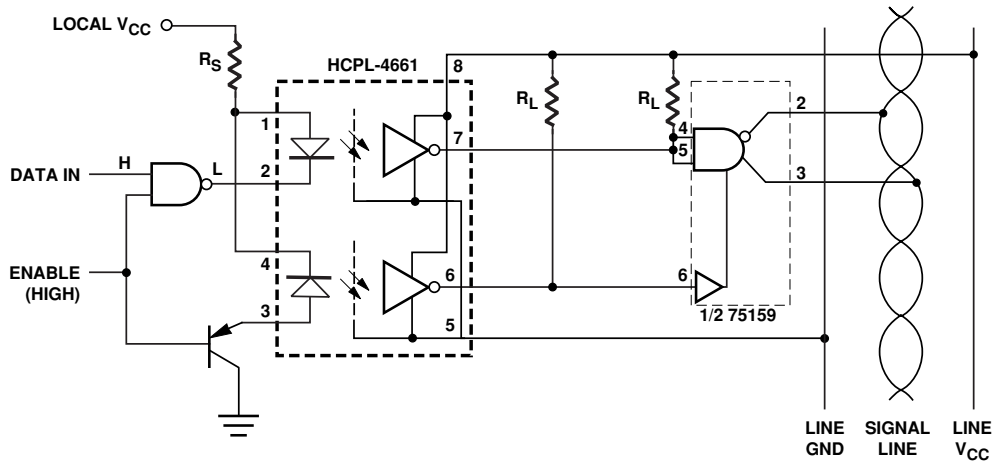 LOCAL VCC
RS
HCPL-4661
8
RL
RL
2
1
7
4
5
DATA IN
H
L
2
3
4
ENABLE
(HIGH)
6
6
3
5
1/2 75159
LINE
GND
SIGNAL
LINE
LINE
VCC